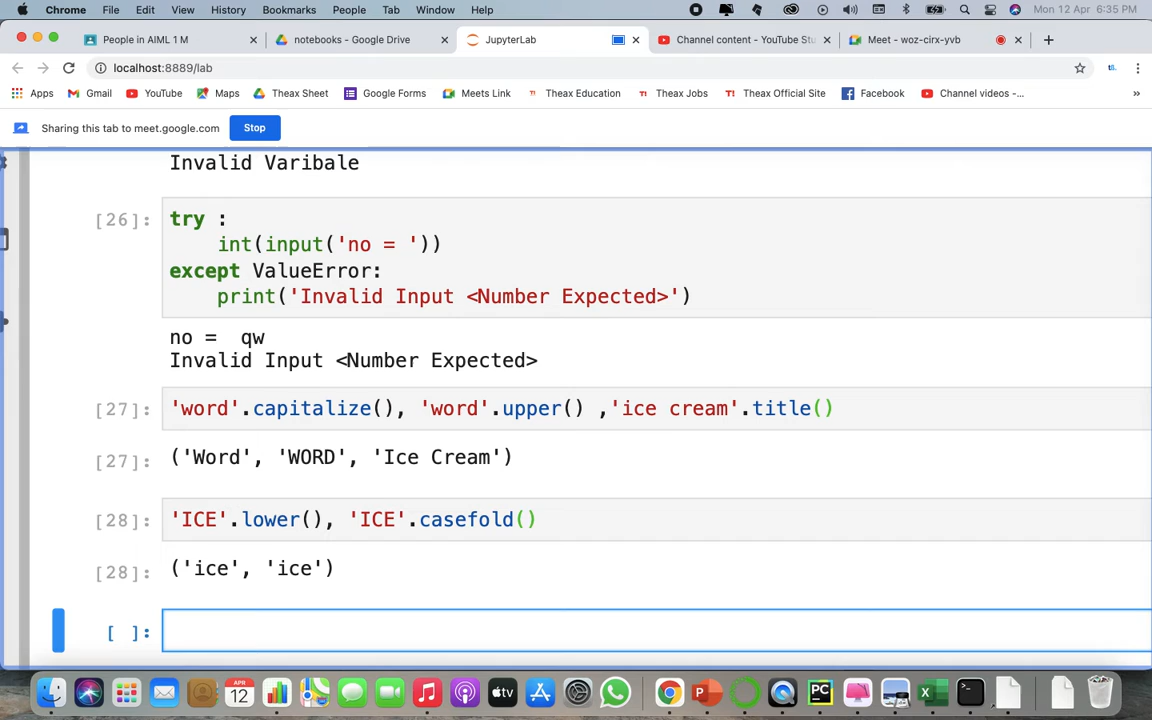 Chrome File Edit View History Bookmarks People Tab Window Help Mon 12 Apr 6:35 PM
People in AIML 1 M notebooks - Google Drive JupyterLab Channel content - YouTube Stu Meet - woz-cirx-yvb
localhost:8889/lab
Apps Gmail YouTube Maps Theax Sheet Google Forms Meets Link Theax Education Theax Jobs Theax Official Site Facebook Channel videos -... »
Sharing this tab to meet.google.com Stop
Invalid Varibale
[26]: try :
int(input('no = '))
except ValueError:
print('Invalid Input <Number Expected>')
no = qw
Invalid Input <Number Expected>
[27]: 'word'.capitalize(), 'word'.upper() ,'ice cream'.title()
[27]: ('Word', 'WORD', 'Ice Cream')
[28]: 'ICE'.lower(), 'ICE'.casefold()
[28]: ('ice', 'ice')
[ ]:
APR
12 tv P PC X >_